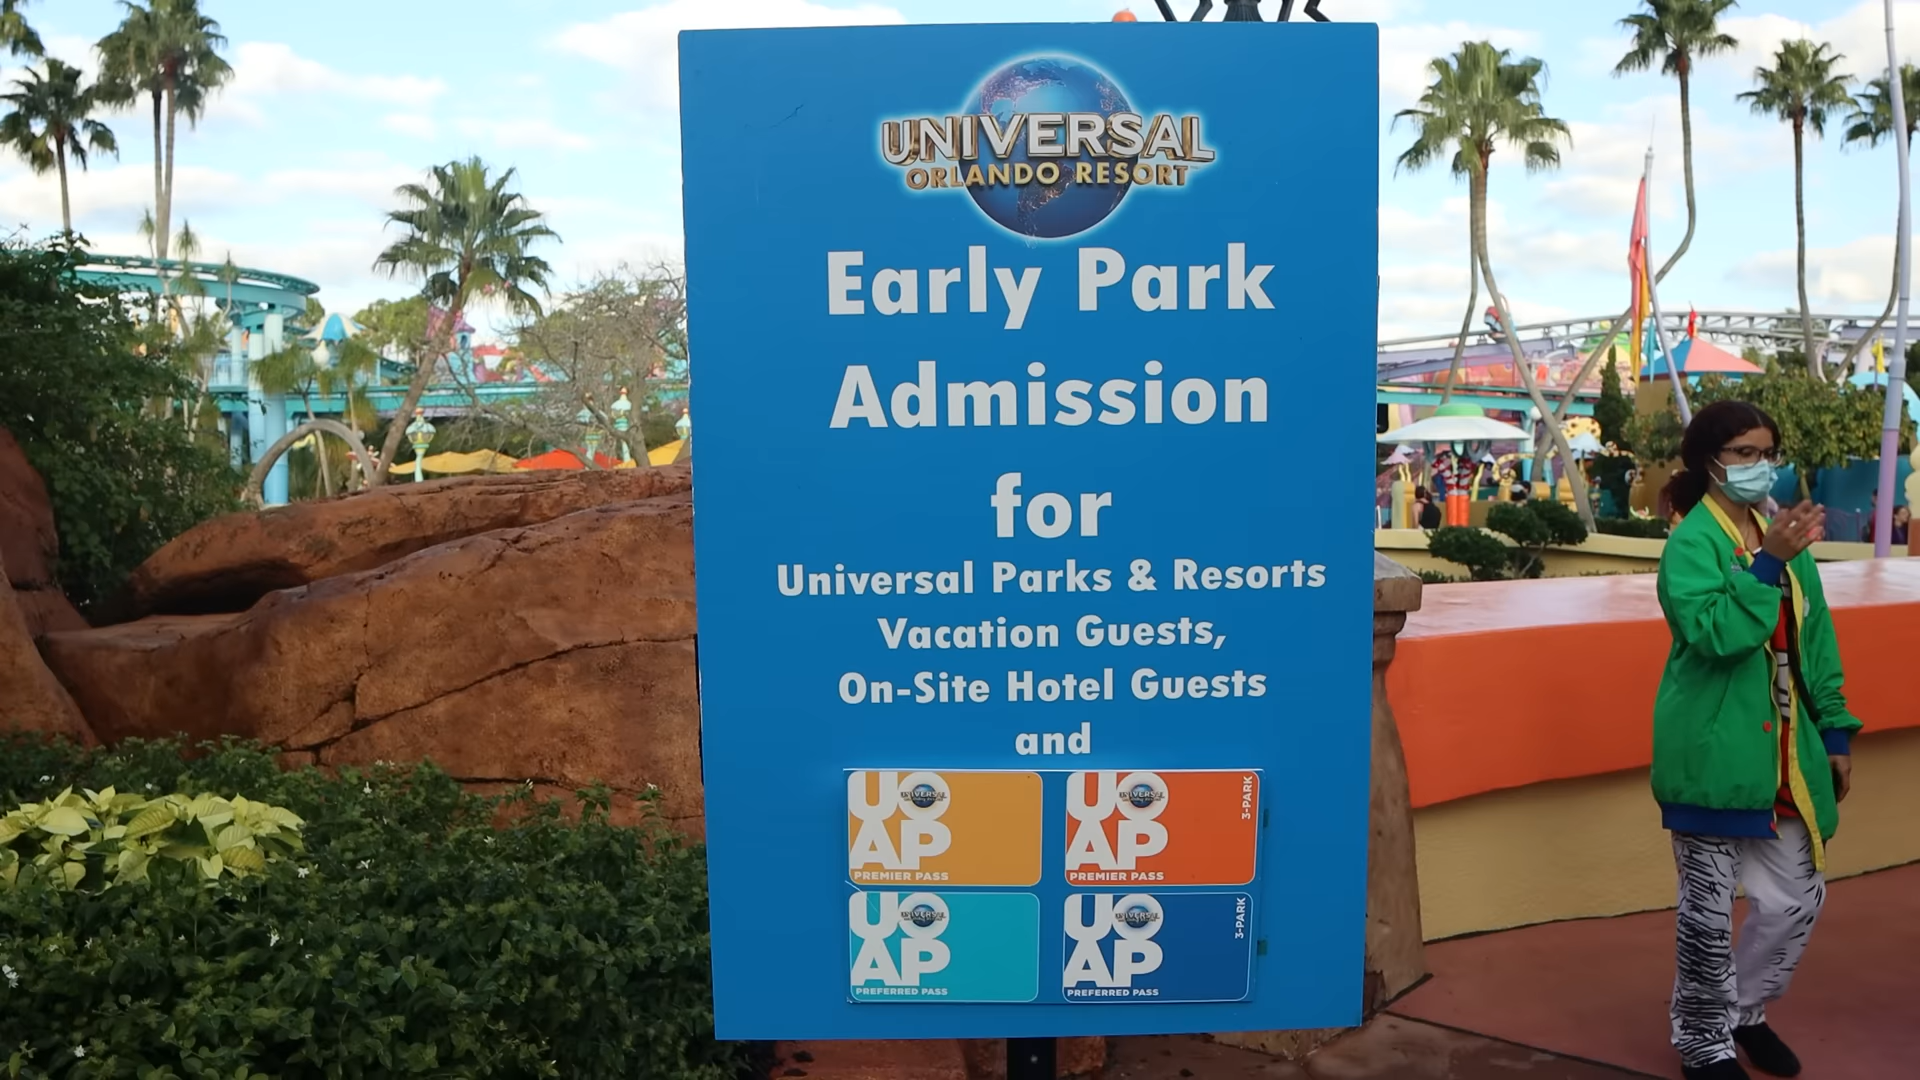 UNIVERSAL
ORLANDO RESORT
Early Park
Admission
for
Universal Parks & Resorts
Vacation Guests,
On-Site Hotel Guests
and
UO
AP
PREMIER PASS
UO
AP
3-PARK
PREMIER PASS
UO
AP
PREFERRED PASS
UO
AP
3-PARK
PREFERRED PASS